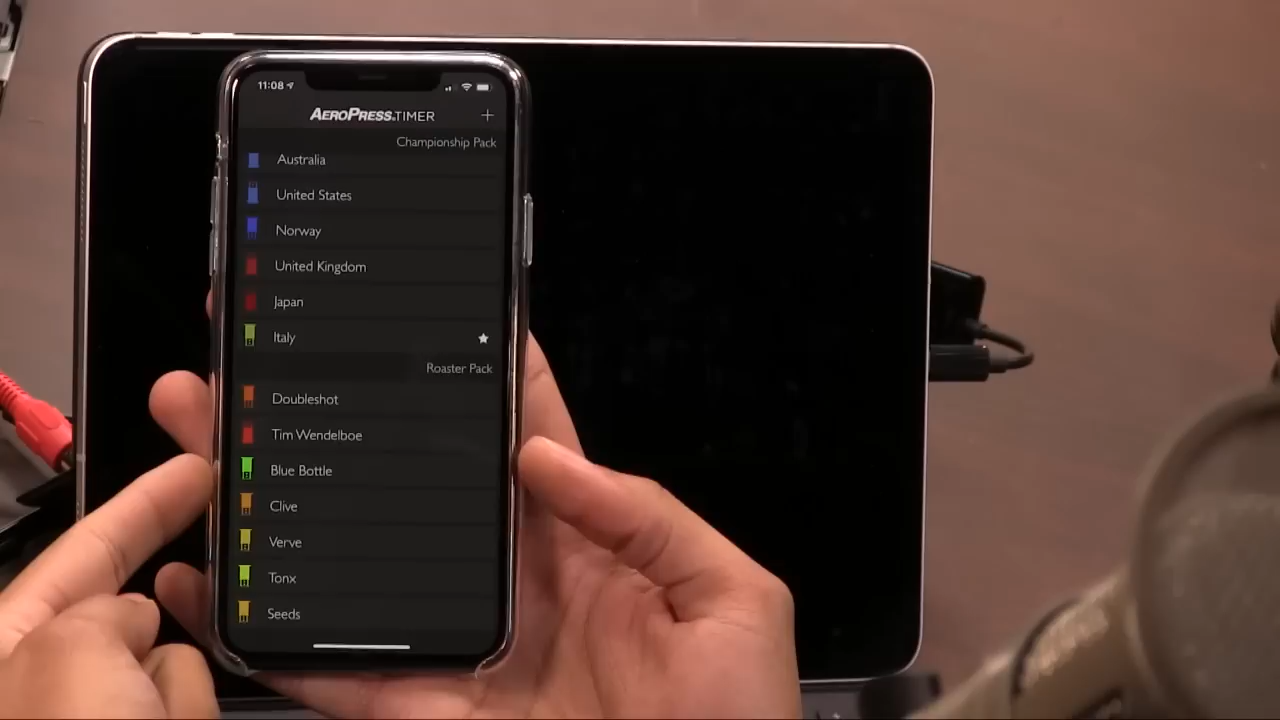 11:08
AEROPRESS. TIMER +
Championship Pack
Australia
United States
Norway
United Kingdom
Japan
Italy
Roaster Pack
Doubleshot
Tim Wendelboe
Blue Bottle
Clive
Verve
Tonx
Seeds